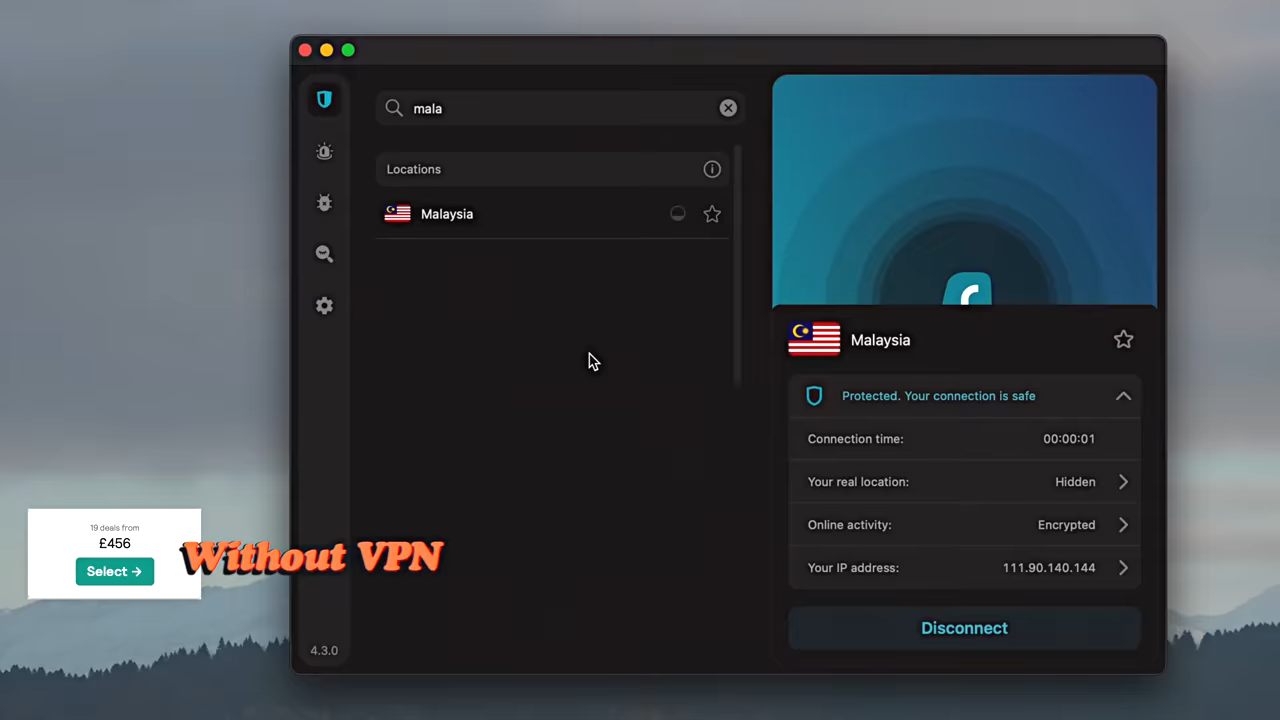 mala
Locations
Malaysia
Malaysia
Protected. Your connection is safe
Connection time: 00:00:01
Your real location: Hidden
Online activity: Encrypted
Your IP address: 111.90.140.144
Disconnect
4.3.0
19 deals from
£456
Select →
Without VPN